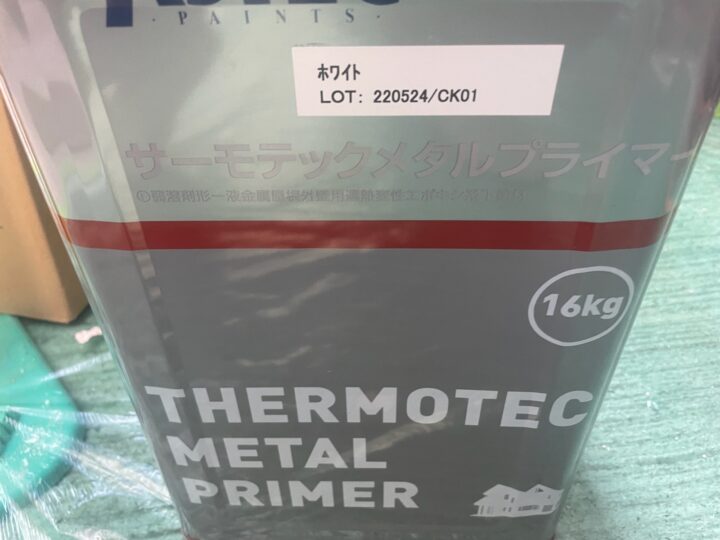 · PAINTS ·
ホワイト
LOT: 220524/CK01
サーモテックメタルプライマー
16kg
THERMOTEC
METAL
PRIMER